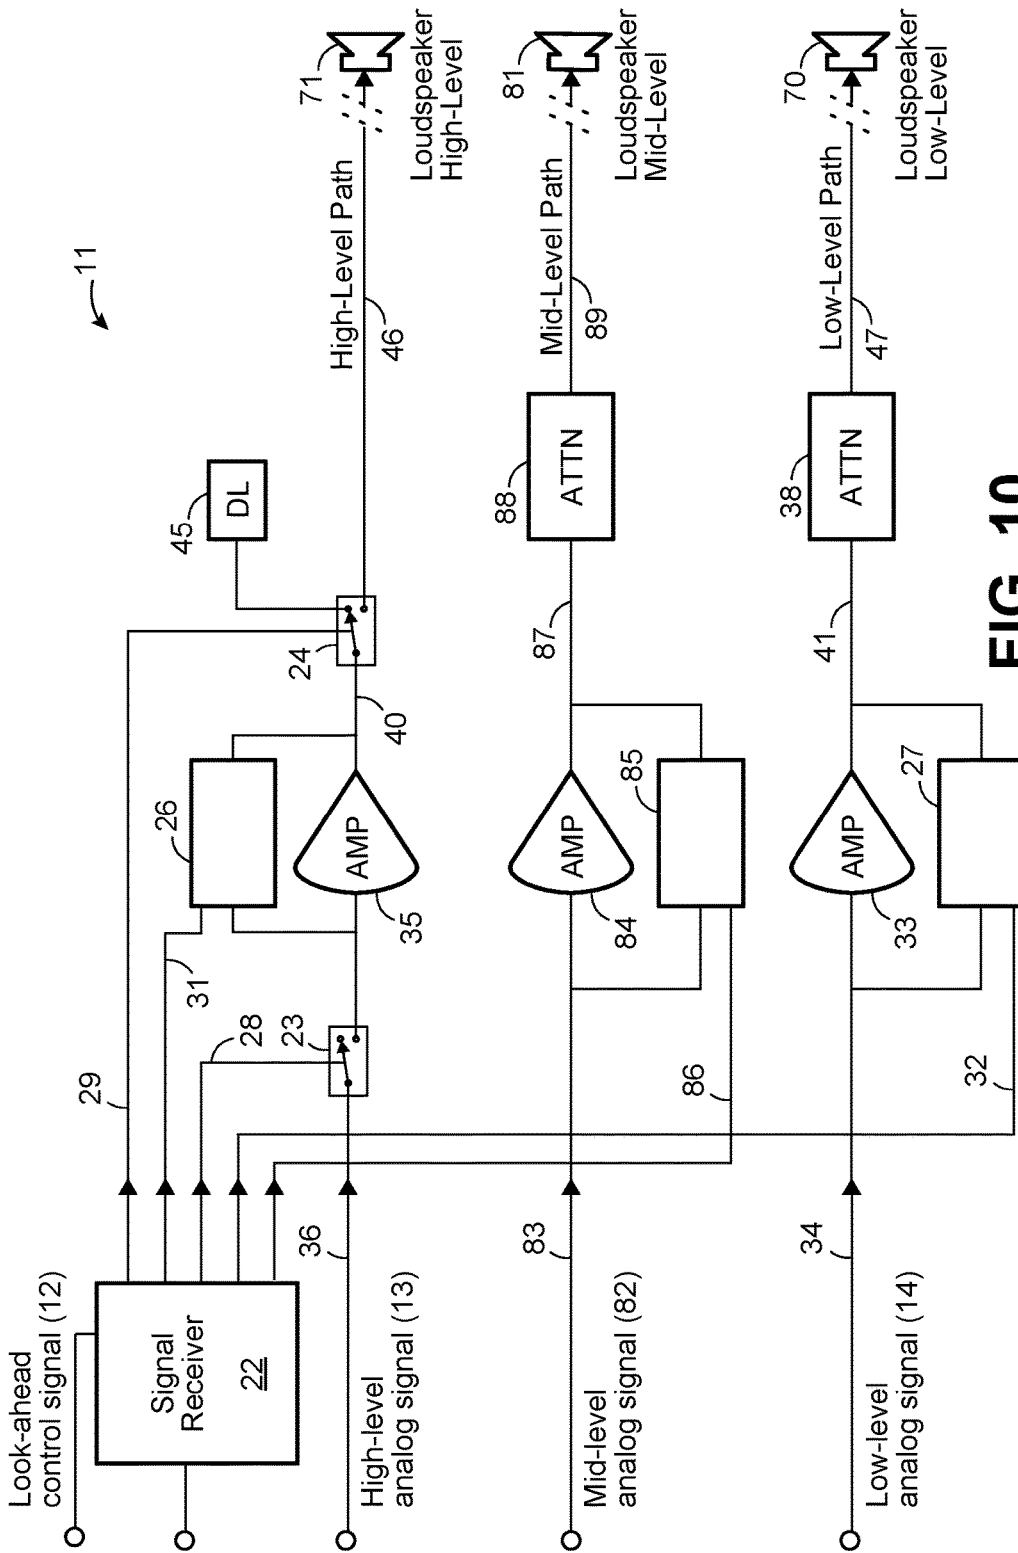 11
Look-ahead
control signal (12)
Signal
Receiver
22
29
31
28
26
45
DL
High-level
analog signal (13)
36
23
35
AMP
40
24
High-Level Path
46
71
Loudspeaker
High-Level
Mid-level
analog signal (82)
83
86
84
AMP
85
87
88
ATTN
Mid-Level Path
89
81
Loudspeaker
Mid-Level
Low-level
analog signal (14)
34
32
33
AMP
27
41
38
ATTN
Low-Level Path
47
70
Loudspeaker
Low-Level
FIG. 10